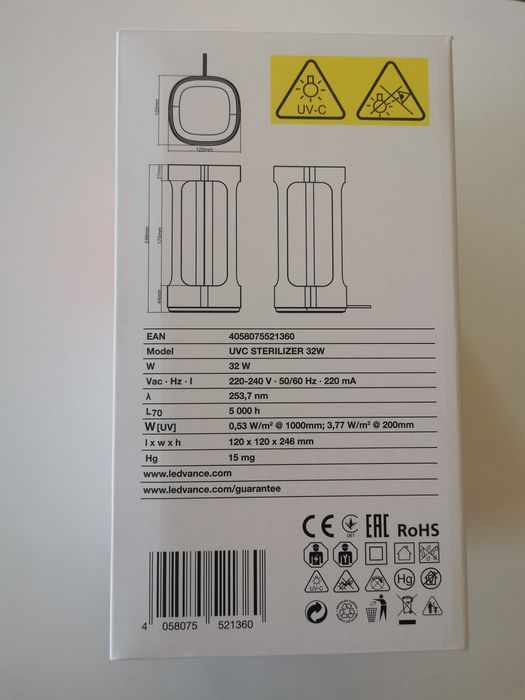 UV-C
120mm
120mm
27mm
246mm
175mm
44mm
EAN 4058075521360
Model UVC STERILIZER 32W
W 32 W
Vac · Hz · I 220-240 V · 50/60 Hz · 220 mA
λ 253,7 nm
L70 5 000 h
W[UV] 0,53 W/m² @ 1000mm; 3,77 W/m² @ 200mm
l x w x h 120 x 120 x 246 mm
Hg 15 mg
www.ledvance.com
www.ledvance.com/guarantee
CE EAC RoHS
UV-C Hg
4 058075 521360